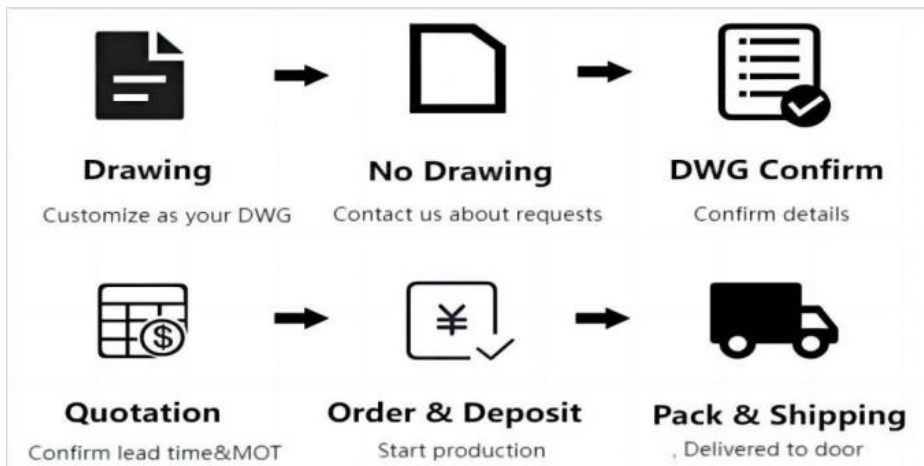 Drawing
No Drawing
DWG Confirm
Customize as your DWG
Contact us about requests
Confirm details
$
¥
Quotation
Order & Deposit
Pack & Shipping
Confirm lead time&MOT
Start production
, Delivered to door